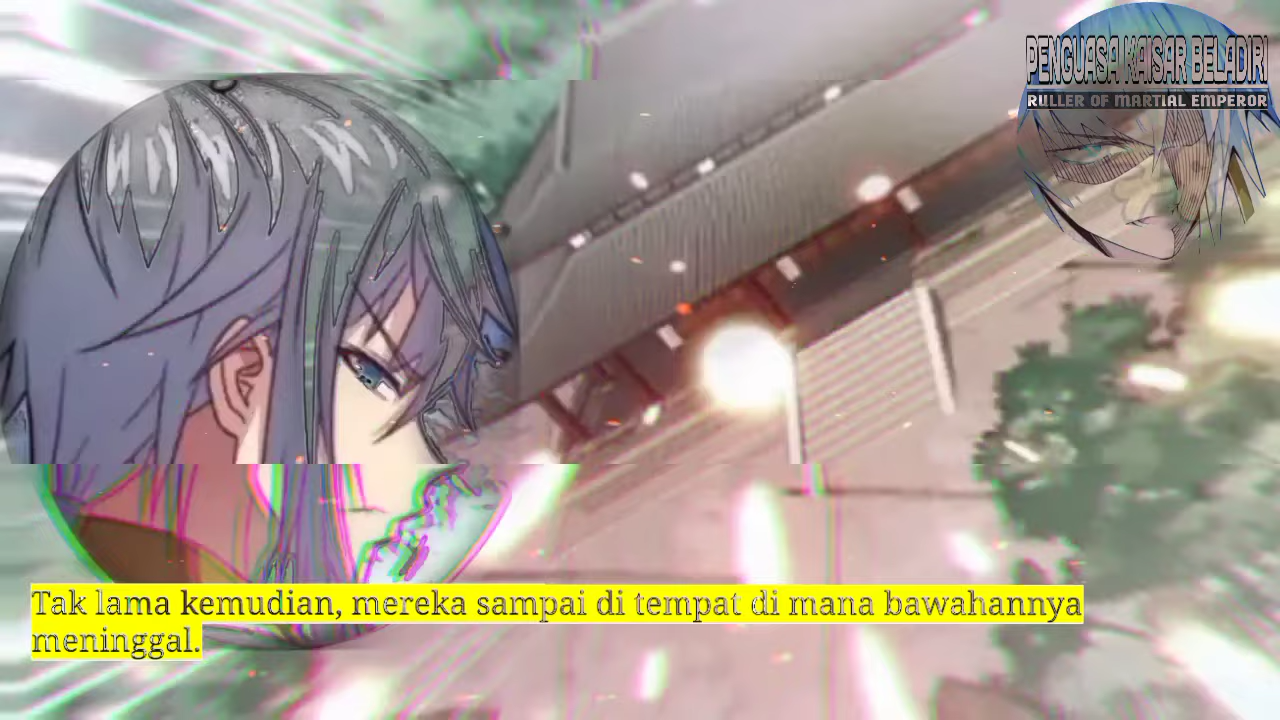 PENGUASA KAISAR BELADIRI
RULLER OF MARTIAL EMPEROR
Tak lama kemudian, mereka sampai di tempat di mana bawahannya
meninggal.